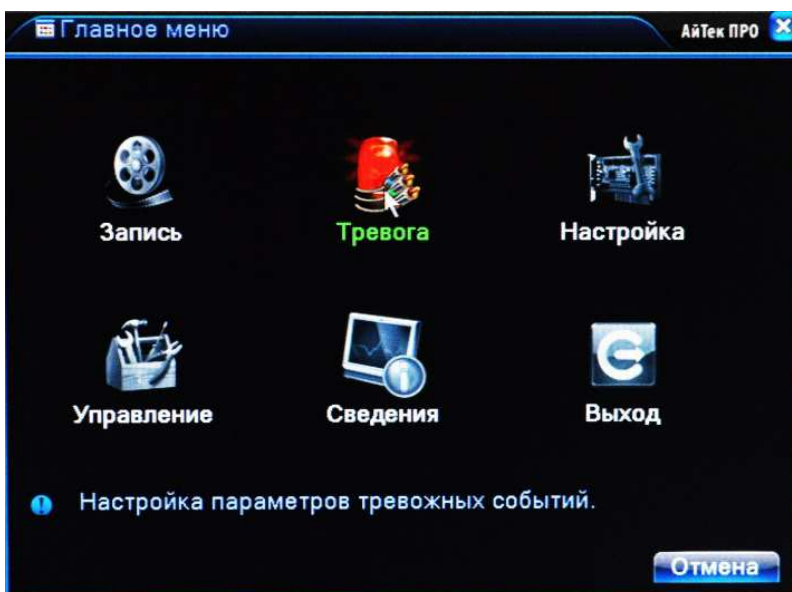 Главное меню
АйТек ПРО
Запись
Тревога
Настройка
Управление
Сведения
Выход
Настройка параметров тревожных событий.
Отмена